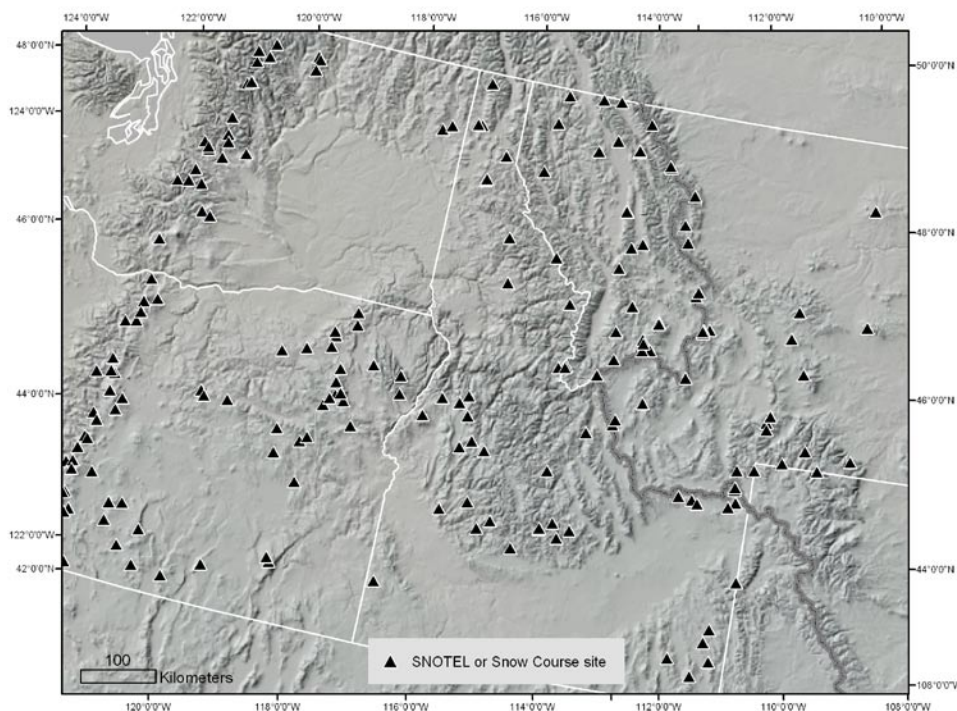 124°0'0"W 122°0'0"W 120°0'0"W 118°0'0"W 116°0'0"W 114°0'0"W 112°0'0"W 110°0'0"W
48°0'0"N
50°0'0"N
124°0'0"W
46°0'0"N
48°0'0"N
44°0'0"N
46°0'0"N
122°0'0"W
42°0'0"N
44°0'0"N
SNOTEL or Snow Course site
100
Kilometers
106°0'0"W
120°0'0"W 118°0'0"W 116°0'0"W 114°0'0"W 112°0'0"W 110°0'0"W 108°0'0"W